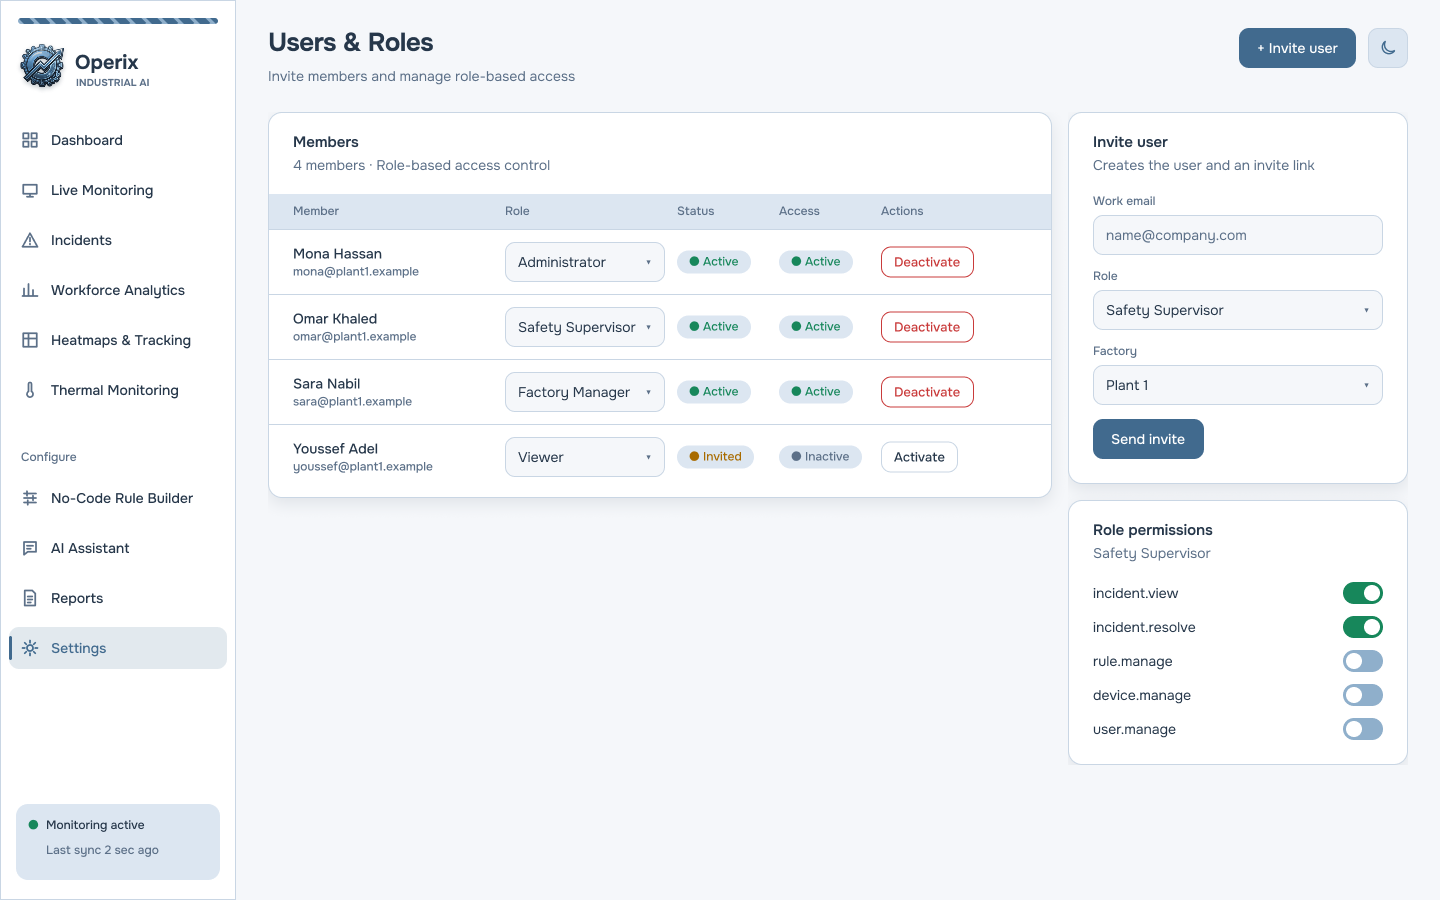 Operix
INDUSTRIAL AI
Dashboard
Live Monitoring
Incidents
Workforce Analytics
Heatmaps & Tracking
Thermal Monitoring
Configure
No-Code Rule Builder
AI Assistant
Reports
Settings
Monitoring active
Last sync 2 sec ago
Users & Roles
Invite members and manage role-based access
+ Invite user
Members
4 members · Role-based access control
Member Role Status Access Actions
Mona Hassan
mona@plant1.example
Administrator Active Active Deactivate
Omar Khaled
omar@plant1.example
Safety Supervisor Active Active Deactivate
Sara Nabil
sara@plant1.example
Factory Manager Active Active Deactivate
Youssef Adel
youssef@plant1.example
Viewer Invited Inactive Activate
Invite user
Creates the user and an invite link
Work email
name@company.com
Role
Safety Supervisor
Factory
Plant 1
Send invite
Role permissions
Safety Supervisor
incident.view
incident.resolve
rule.manage
device.manage
user.manage